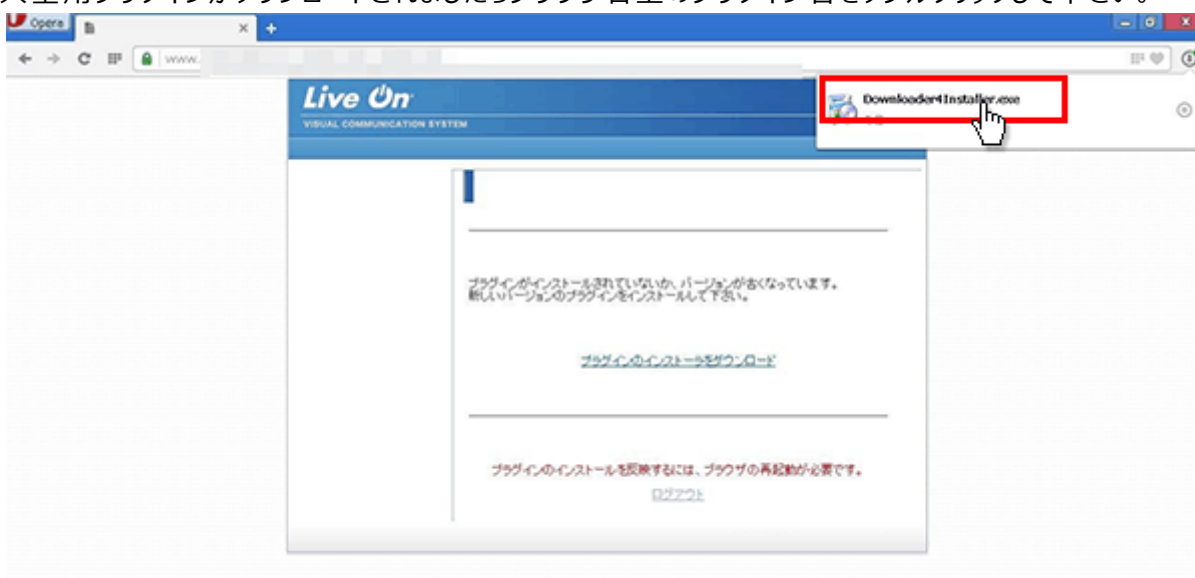 Opera
www.
Live On
VISUAL COMMUNICATION SYSTEM
Downloader4Installer.exe
プラグインがインストールされていないか、バージョンが古くなっています。
新しいバージョンのプラグインをインストールして下さい。
プラグインのインストーラをダウンロード
プラグインのインストールを反映するには、ブラウザの再起動が必要です。
ログアウト